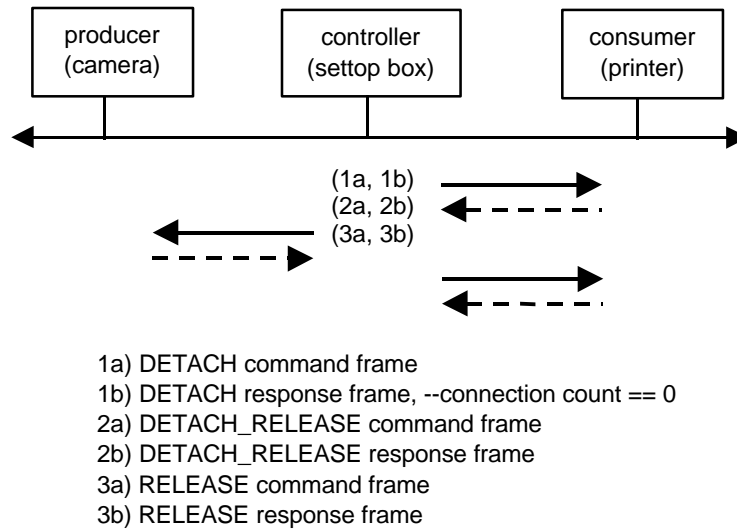 producer
(camera)
controller
(settop box)
consumer
(printer)
(1a, 1b)
(2a, 2b)
(3a, 3b)
1a) DETACH command frame
1b) DETACH response frame, --connection count == 0
2a) DETACH_RELEASE command frame
2b) DETACH_RELEASE response frame
3a) RELEASE command frame
3b) RELEASE response frame